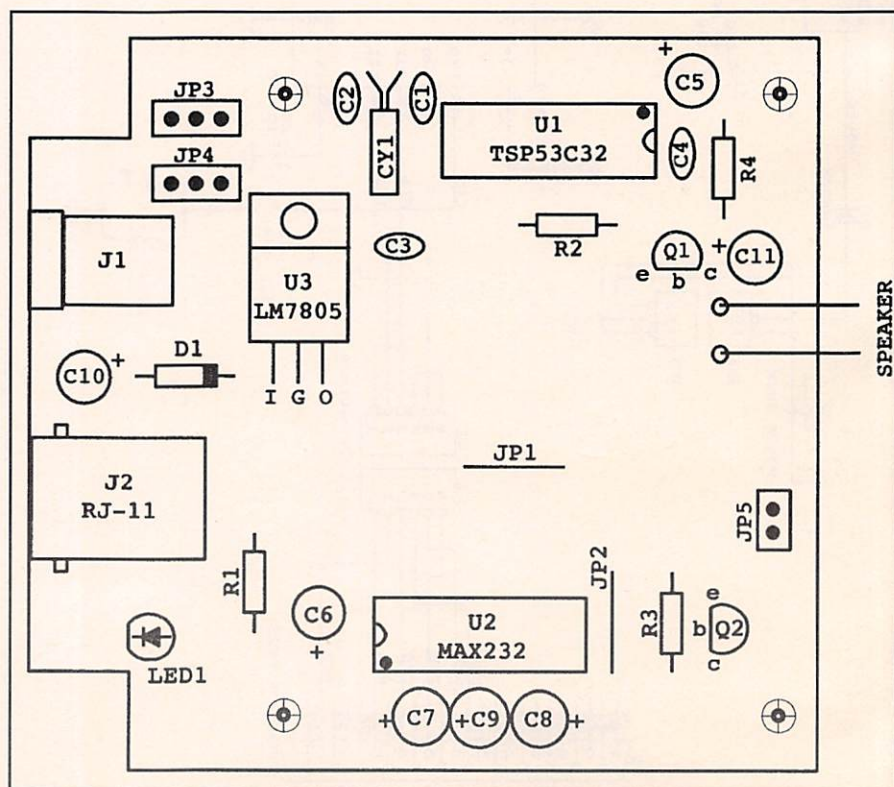 C5
JP3
C2
C1
CY1
U1
TSP53C32
C4
R4
JP4
R2
Q1
e
b
c
C11
J1
U3
LM7805
C3
SPEAKER
C10
D1
I G O
JP1
J2
RJ-11
JP5
R1
C6
U2
MAX232
JP2
R3
e
b
Q2
c
LED1
C7
C9
C8